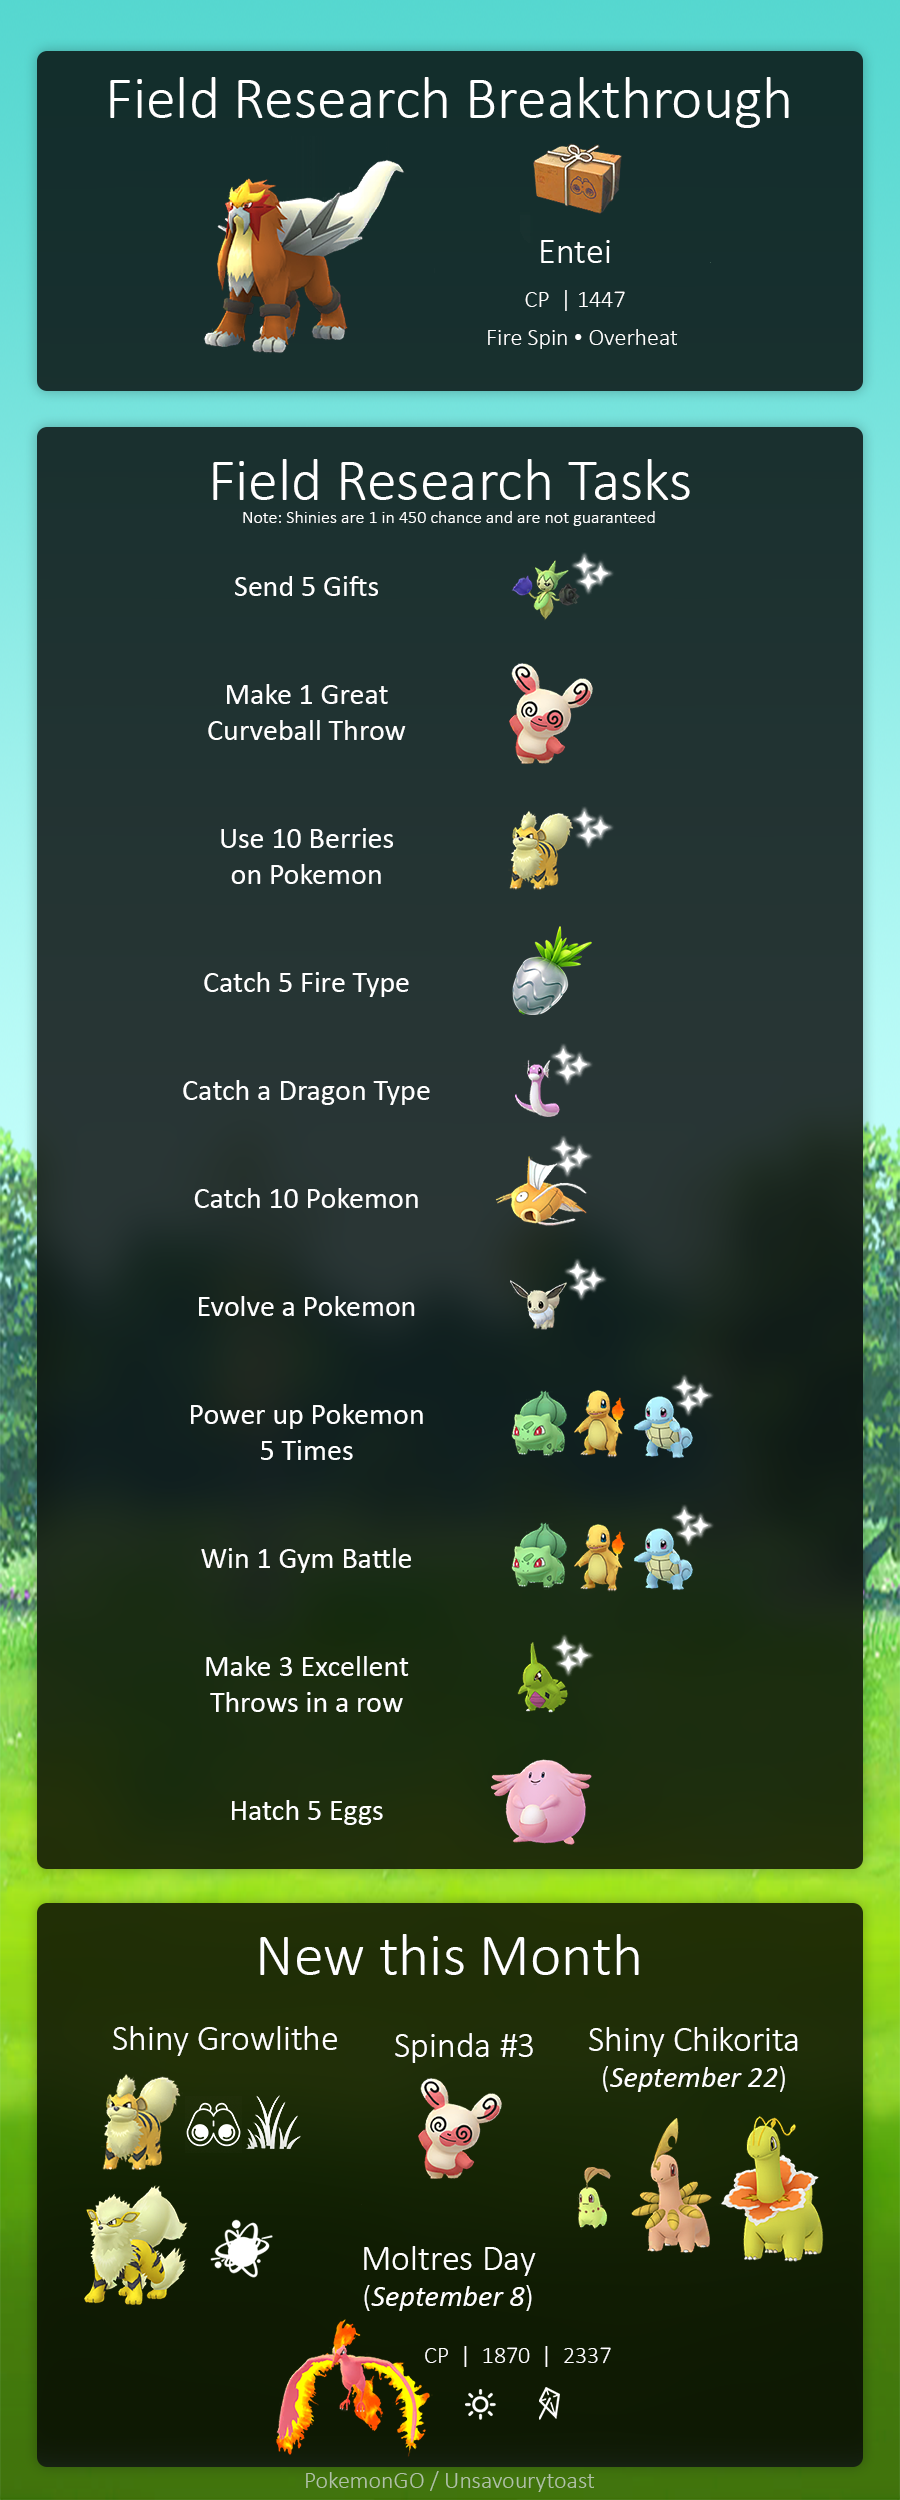 Field Research Breakthrough
Entei
CP | 1447
Fire Spin • Overheat
Field Research Tasks
Note: Shinies are 1 in 450 chance and are not guaranteed
Send 5 Gifts
Make 1 Great
Curveball Throw
Use 10 Berries
on Pokemon
Catch 5 Fire Type
Catch a Dragon Type
Catch 10 Pokemon
Evolve a Pokemon
Power up Pokemon
5 Times
Win 1 Gym Battle
Make 3 Excellent
Throws in a row
Hatch 5 Eggs
New this Month
Shiny Growlithe
Spinda #3
Shiny Chikorita
(September 22)
Moltres Day
(September 8)
CP | 1870 | 2337
PokemonGO / Unsavourytoast